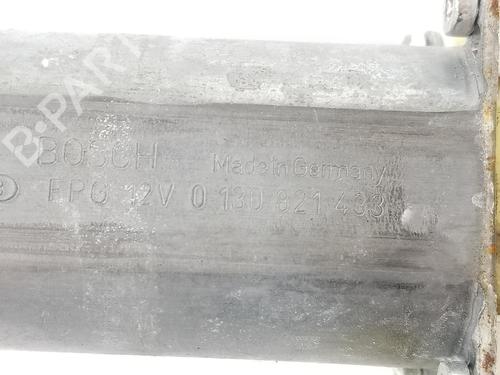 B-PARTS
BOSCH Made in Germany
FPG 12V 0 130 821 433